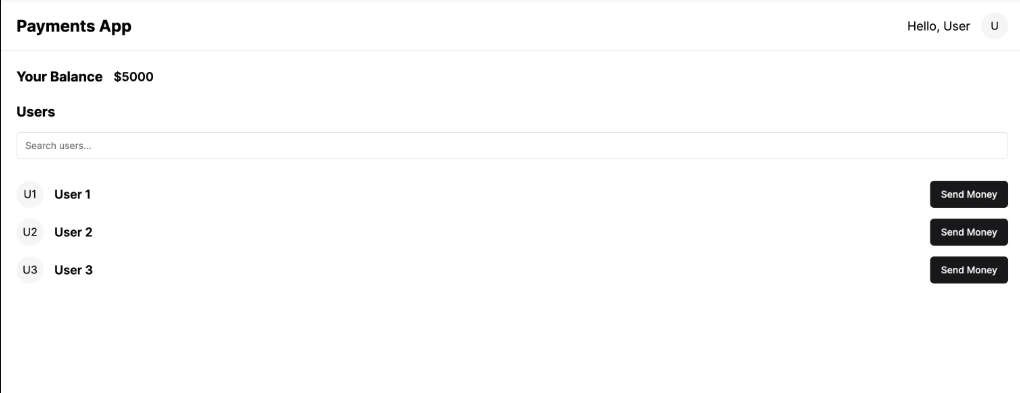 Payments App
Hello, User U
Your Balance $5000
Users
Search users...
U1 User 1 Send Money
U2 User 2 Send Money
U3 User 3 Send Money